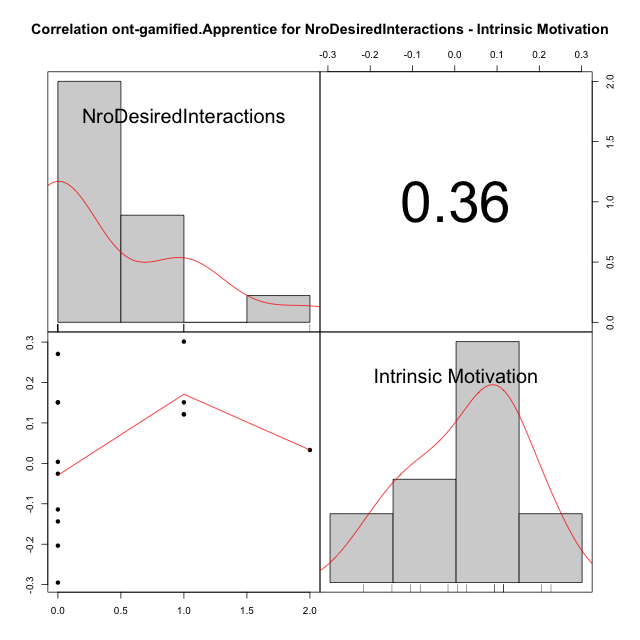 Correlation ont-gamified.Apprentice for NroDesiredInteractions - Intrinsic Motivation
-0.3 -0.2 -0.1 0.0 0.1 0.2 0.3
NroDesiredInteractions
0.36
2.0
1.5
1.0
0.5
0.0
0.3
0.2
0.1
0.0
-0.1
-0.2
-0.3
Intrinsic Motivation
0.0 0.5 1.0 1.5 2.0